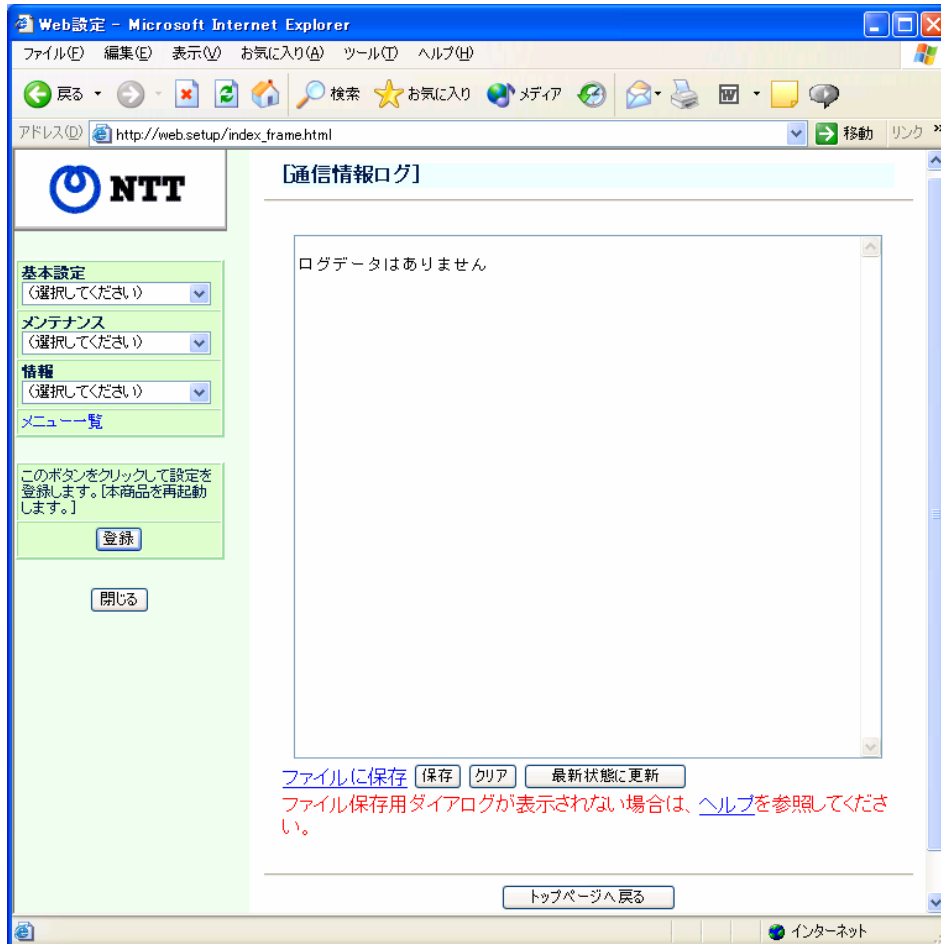 Web設定 - Microsoft Internet Explorer
ファイル(F) 編集(E) 表示(V) お気に入り(A) ツール(T) ヘルプ(H)
戻る 検索 お気に入り メディア
アドレス(D) http://web.setup/index_frame.html 移動 リンク »
NTT
基本設定
(選択してください)
メンテナンス
(選択してください)
情報
(選択してください)
メニュー一覧
このボタンをクリックして設定を
登録します。[本商品を再起動
します。]
登録
閉じる
[通信情報ログ]
ログデータはありません
ファイルに保存 保存 クリア 最新状態に更新
ファイル保存用ダイアログが表示されない場合は、ヘルプを参照してくださ
い。
トップページへ戻る
インターネット